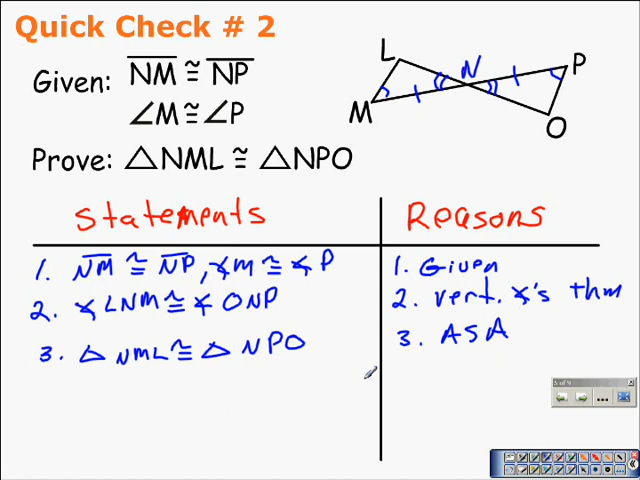 Quick Check # 2
Given: NM ≅ NP
∠M ≅ ∠P
Prove: △NML ≅ △NPO
L
N
P
M
O
Statements
Reasons
1. NM ≅ NP, ∡M ≅ ∡P
1. Given
2. ∡LNM ≅ ∡ONP
2. vert. ∡'s thm
3. △NML ≅ △NPO
3. ASA